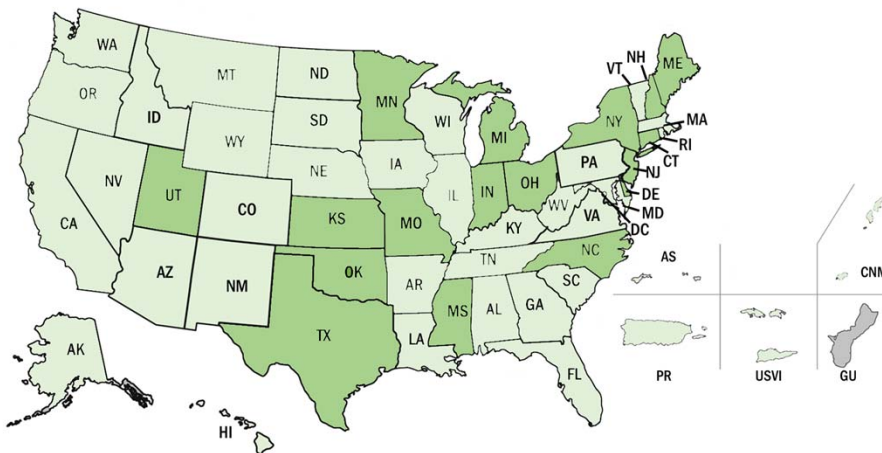 WA
MT
ND
MN
VT
NH
ME
OR
ID
SD
WI
NY
MA
WY
MI
RI
CT
NE
IA
PA
NJ
NV
UT
IL
IN
OH
DE
CO
WV
VA
MD
DC
CA
KS
MO
KY
NC
TN
AZ
NM
OK
AR
SC
AS
CNM
MS
AL
GA
TX
LA
AK
FL
PR
USVI
GU
HI